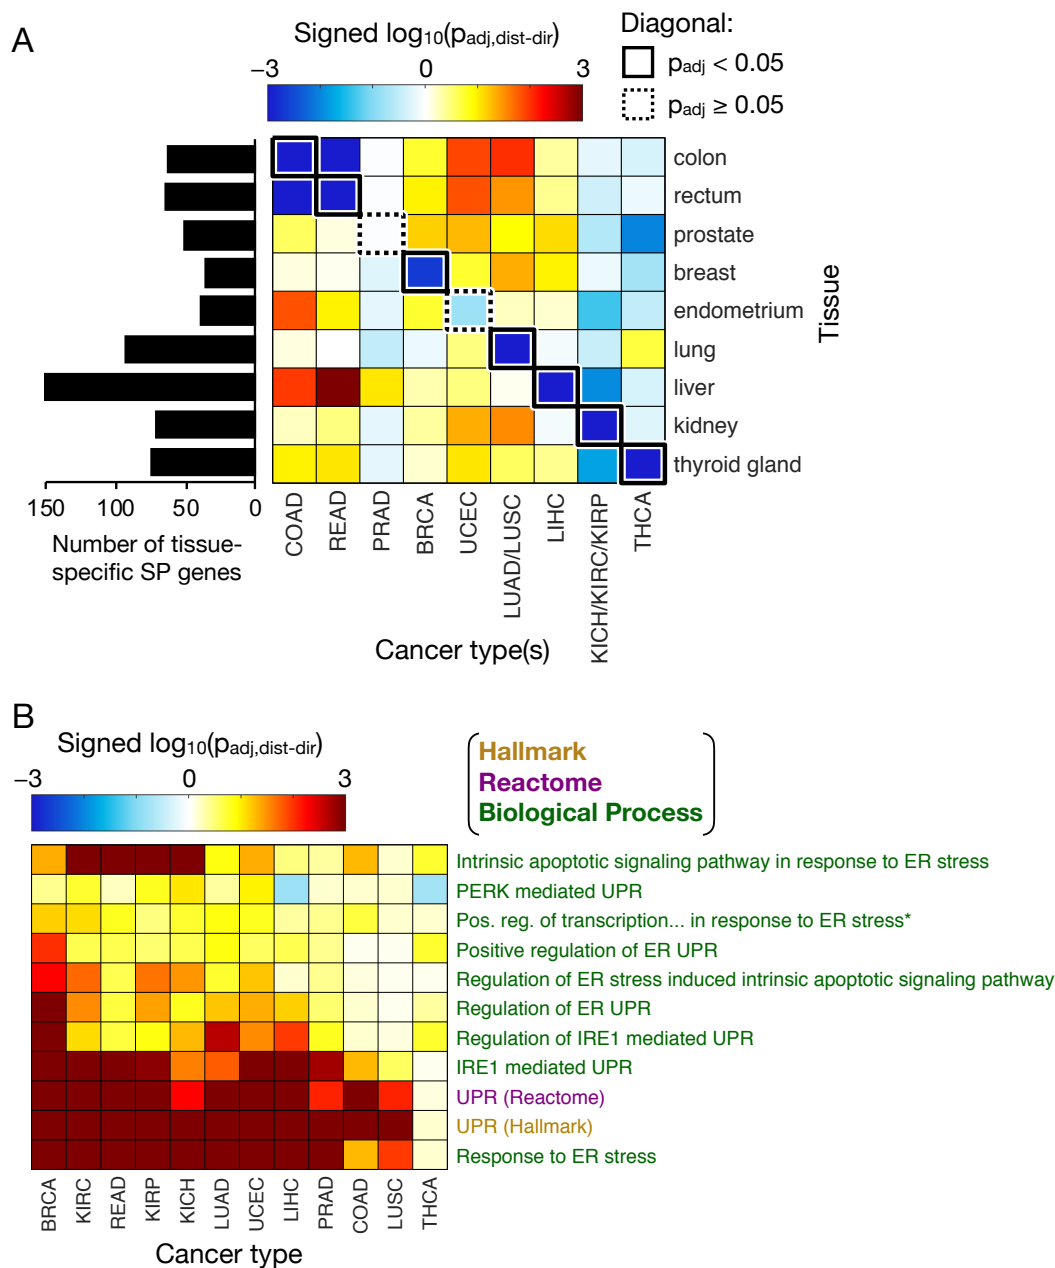 A
Signed log10(padj,dist-dir)
−3 0 3
Diagonal:
padj < 0.05
padj ≥ 0.05
colon
rectum
prostate
breast
endometrium
lung
liver
kidney
thyroid gland
Tissue
150 100 50 0
Number of tissue-
specific SP genes
COAD
READ
PRAD
BRCA
UCEC
LUAD/LUSC
LIHC
KICH/KIRC/KIRP
THCA
Cancer type(s)
B
Signed log10(padj,dist-dir)
−3 0 3
Hallmark
Reactome
Biological Process
Intrinsic apoptotic signaling pathway in response to ER stress
PERK mediated UPR
Pos. reg. of transcription... in response to ER stress*
Positive regulation of ER UPR
Regulation of ER stress induced intrinsic apoptotic signaling pathway
Regulation of ER UPR
Regulation of IRE1 mediated UPR
IRE1 mediated UPR
UPR (Reactome)
UPR (Hallmark)
Response to ER stress
BRCA
KIRC
READ
KIRP
KICH
LUAD
UCEC
LIHC
PRAD
COAD
LUSC
THCA
Cancer type